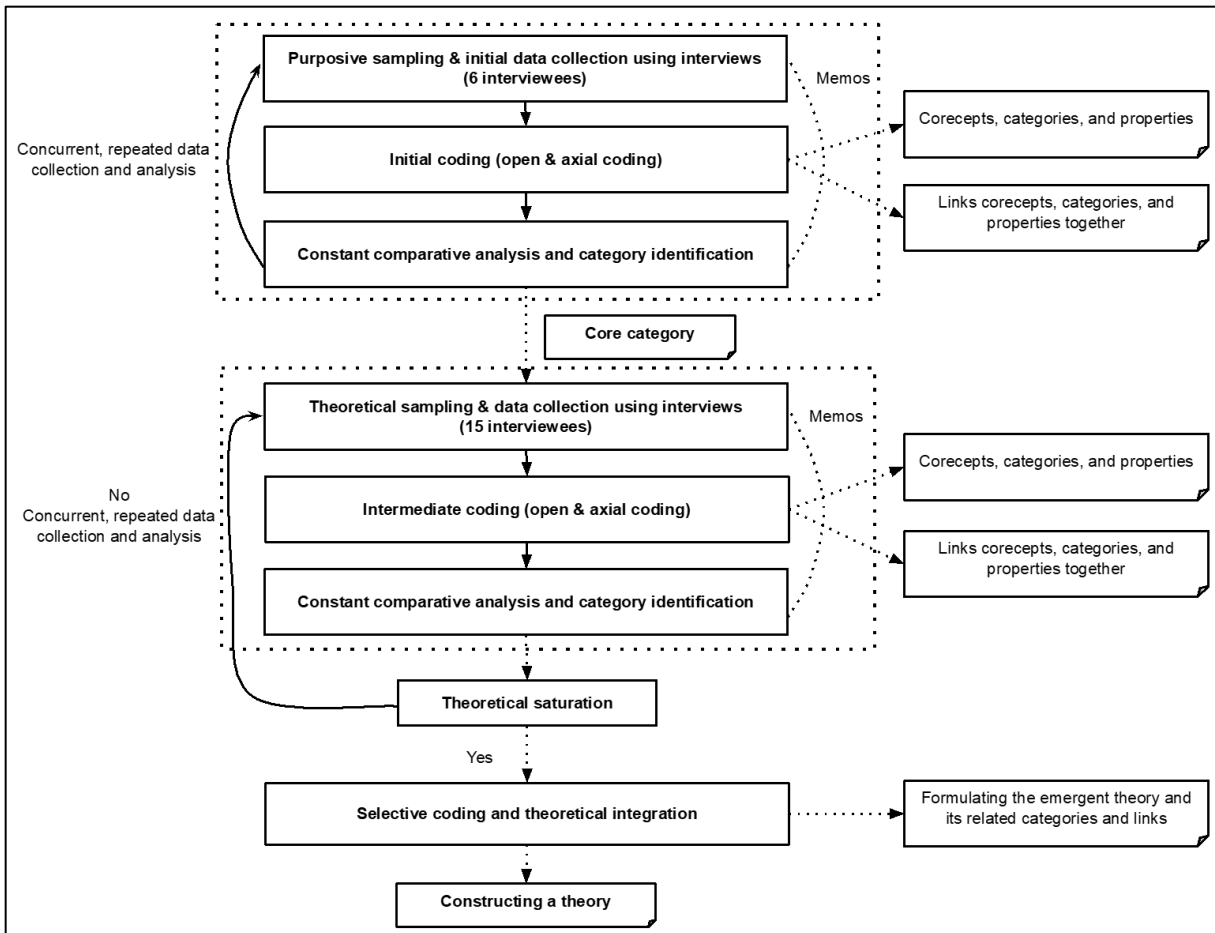 Purposive sampling & initial data collection using interviews
(6 interviewees)
Memos
Corecepts, categories, and properties
Concurrent, repeated data
collection and analysis
Initial coding (open & axial coding)
Links corecepts, categories, and
properties together
Constant comparative analysis and category identification
Core category
Theoretical sampling & data collection using interviews
(15 interviewees)
Memos
Corecepts, categories, and properties
No
Concurrent, repeated data
collection and analysis
Intermediate coding (open & axial coding)
Links corecepts, categories, and
properties together
Constant comparative analysis and category identification
Theoretical saturation
Yes
Selective coding and theoretical integration
Formulating the emergent theory and
its related categories and links
Constructing a theory